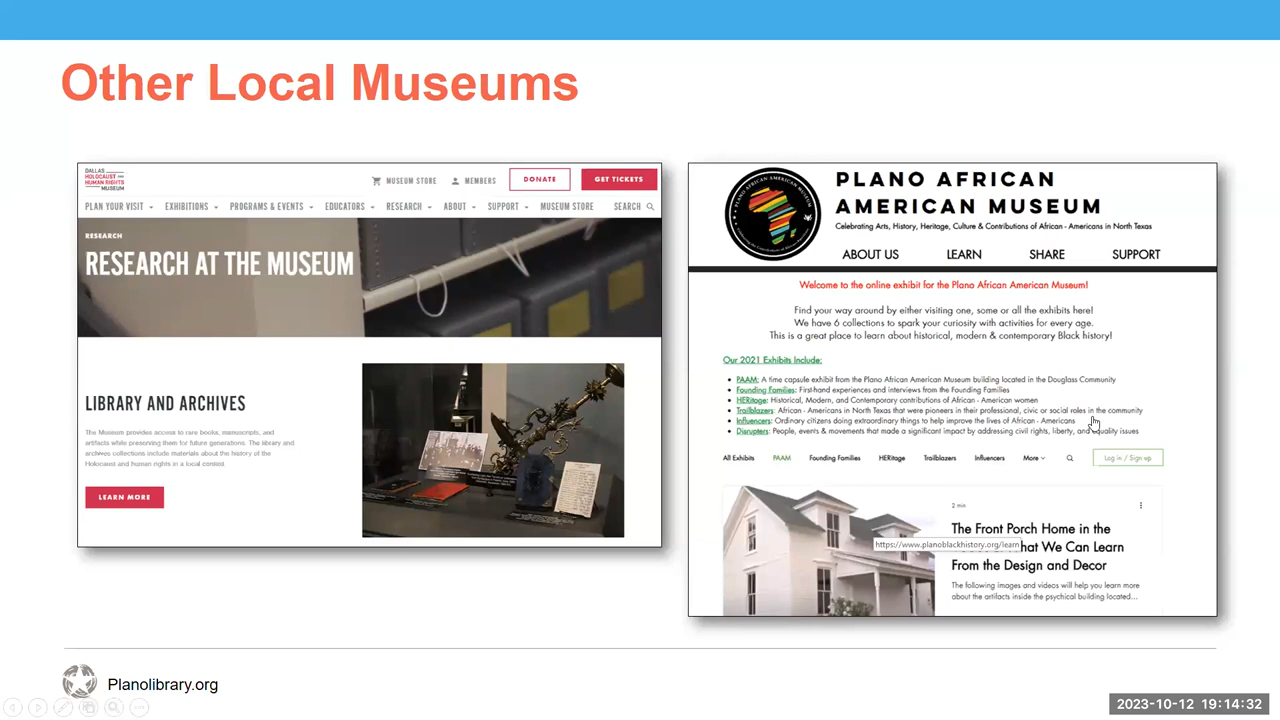 Other Local Museums
DALLAS
HOLOCAUST AND
HUMAN RIGHTS
MUSEUM
MUSEUM STORE
MEMBERS
DONATE
GET TICKETS
PLAN YOUR VISIT
EXHIBITIONS
PROGRAMS & EVENTS
EDUCATORS
RESEARCH
ABOUT
SUPPORT
MUSEUM STORE
SEARCH
RESEARCH
RESEARCH AT THE MUSEUM
LIBRARY AND ARCHIVES
The Museum provides access to rare books, manuscripts, and
artifacts while preserving them for future generations. The library and
archives collections include materials about the history of the
Holocaust and human rights in a local context.
LEARN MORE
PLANO AFRICAN
AMERICAN MUSEUM
Celebrating Arts, History, Heritage, Culture & Contributions of African - Americans in North Texas
ABOUT US
LEARN
SHARE
SUPPORT
Welcome to the online exhibit for the Plano African American Museum!
Find your way around by either visiting one, some or all the exhibits here!
We have 6 collections to spark your curiosity with activities for every age.
This is a great place to learn about historical, modern & contemporary Black history!
Our 2021 Exhibits Include:
PAAM: A time capsule exhibit from the Plano African American Museum building located in the Douglass Community
Founding Families: First-hand experiences and interviews from the Founding Families
HERitage: Historical, Modern, and Contemporary contributions of African - American women
Trailblazers: African - Americans in North Texas that were pioneers in their professional, civic or social roles in the community
Influencers: Ordinary citizens doing extraordinary things to help improve the lives of African - Americans
Disrupters: People, events & movements that made a significant impact by addressing civil rights, liberty, and equality issues
All Exhibits
PAAM
Founding Families
HERitage
Trailblazers
Influencers
More
Log in / Sign up
2 min
The Front Porch Home in the
What We Can Learn
From the Design and Decor
https://www.planoblackhistory.org/learn
The following images and videos will help you learn more
about the artifacts inside the psychical building located...
Planolibrary.org
2023-10-12 19:14:32